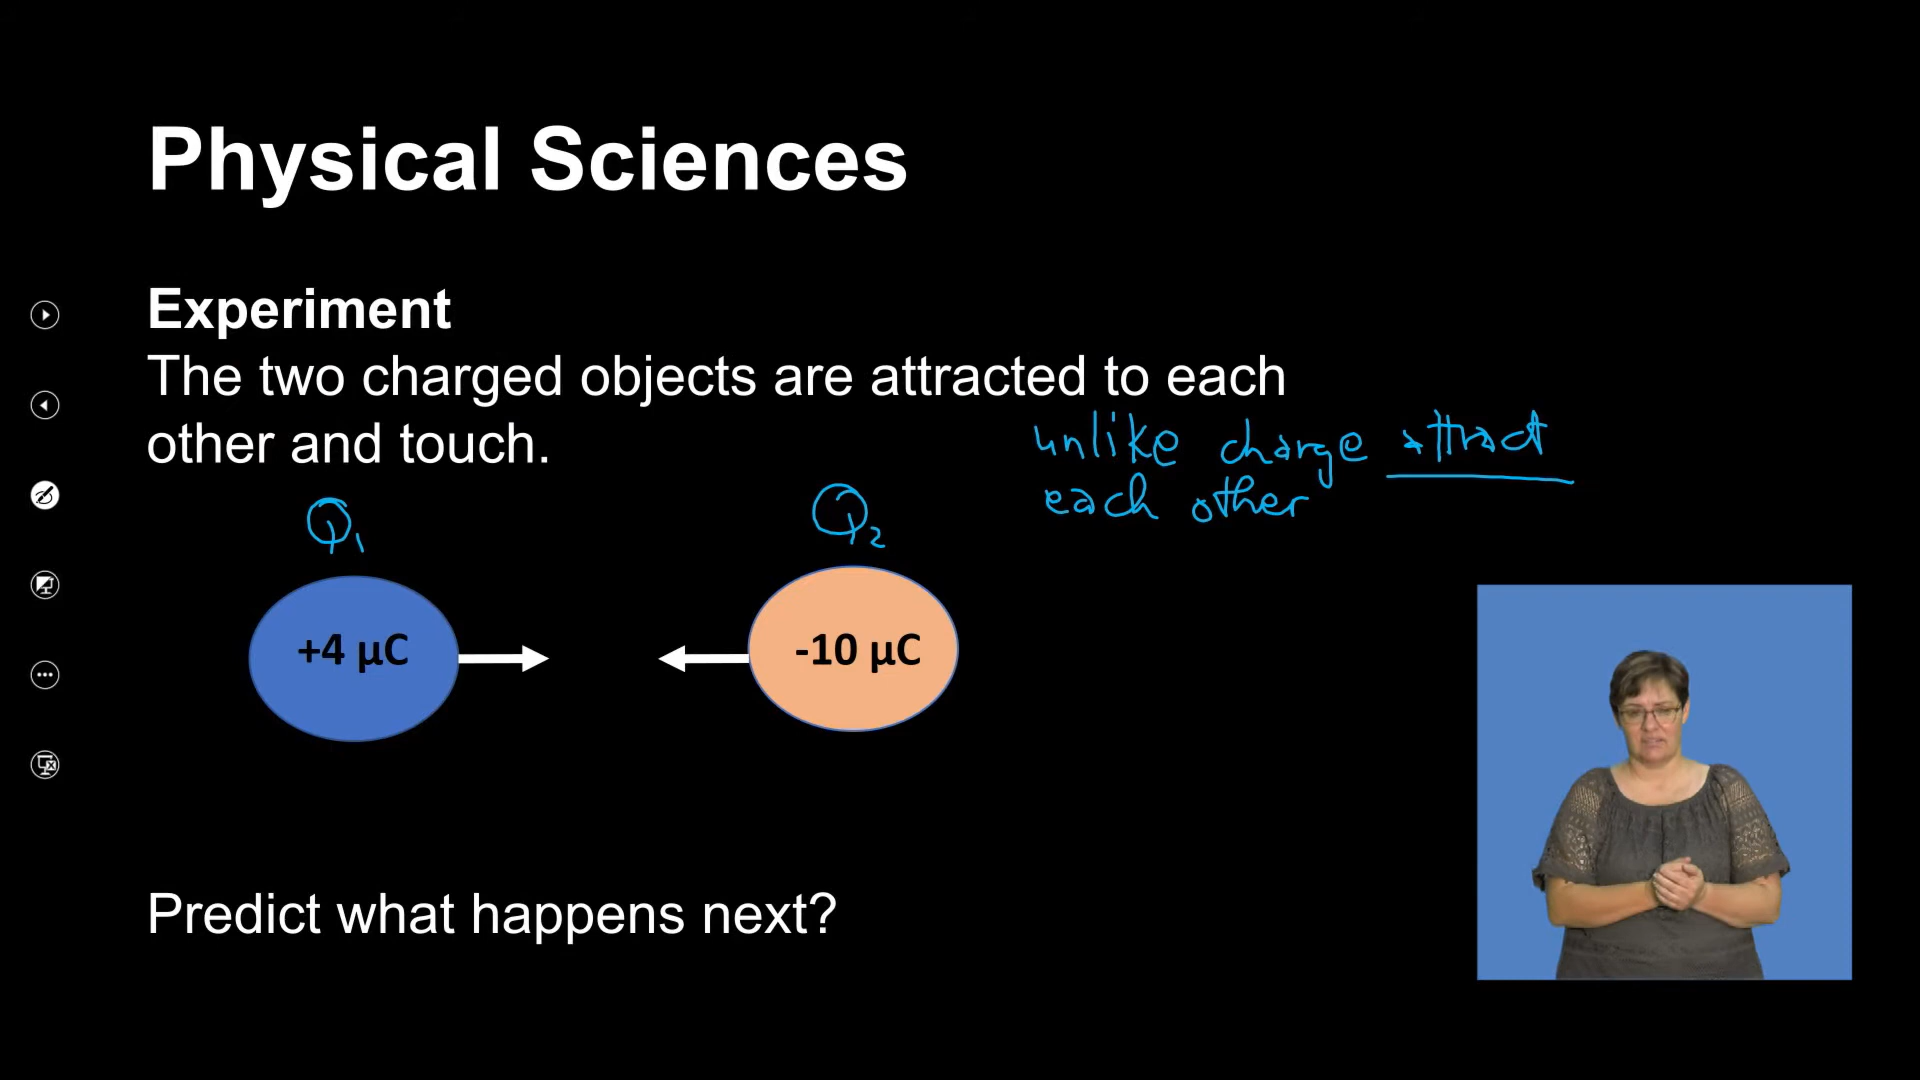 Physical Sciences
Experiment
The two charged objects are attracted to each
other and touch.
unlike charge attract
each other
Q1
Q2
+4 μC
-10 μC
Predict what happens next?